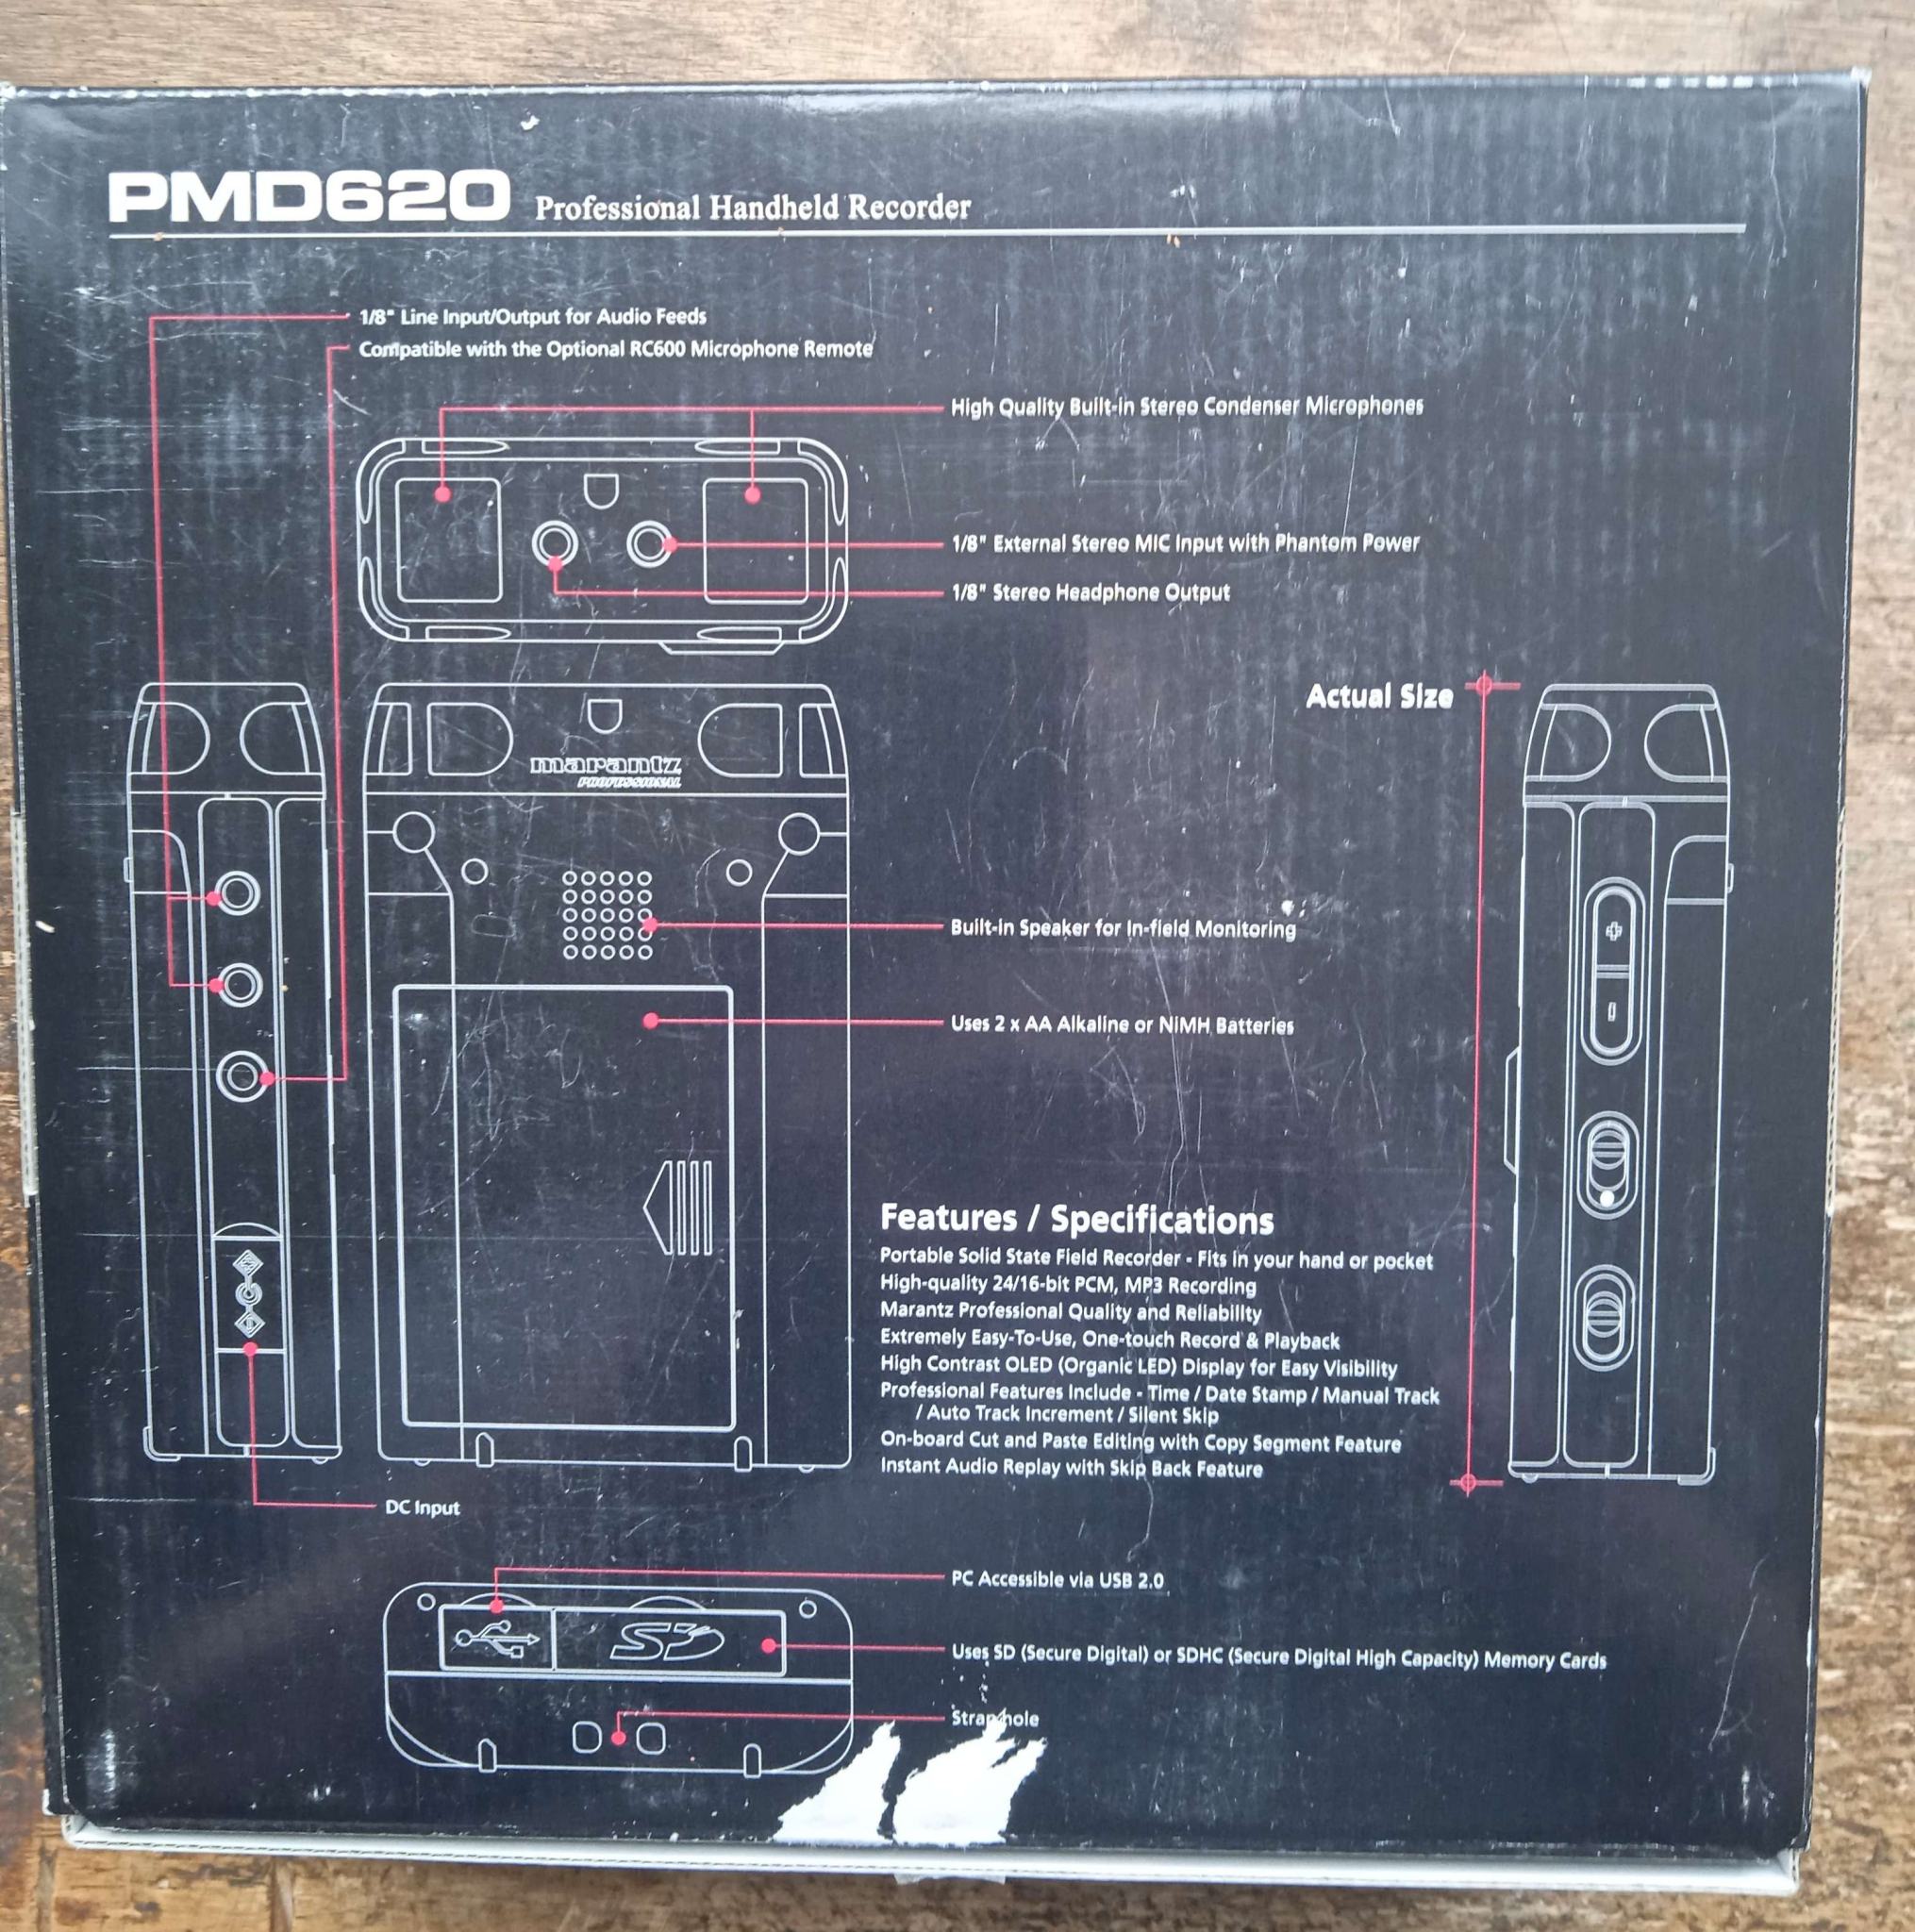 PMD620 Professional Handheld Recorder
1/8" Line Input/Output for Audio Feeds
Compatible with the Optional RC600 Microphone Remote
High Quality Built-in Stereo Condenser Microphones
1/8" External Stereo MIC Input with Phantom Power
1/8" Stereo Headphone Output
Actual Size
marantz
PROFESSIONAL
Built-in Speaker for In-field Monitoring
Uses 2 x AA Alkaline or NiMH Batteries
Features / Specifications
Portable Solid State Field Recorder - Fits in your hand or pocket
High-quality 24/16-bit PCM, MP3 Recording
Marantz Professional Quality and Reliability
Extremely Easy-To-Use, One-touch Record & Playback
High Contrast OLED (Organic LED) Display for Easy Visibility
Professional Features Include - Time / Date Stamp / Manual Track
/ Auto Track Increment / Silent Skip
On-board Cut and Paste Editing with Copy Segment Feature
Instant Audio Replay with Skip Back Feature
DC Input
PC Accessible via USB 2.0
SD
Uses SD (Secure Digital) or SDHC (Secure Digital High Capacity) Memory Cards
Strap hole